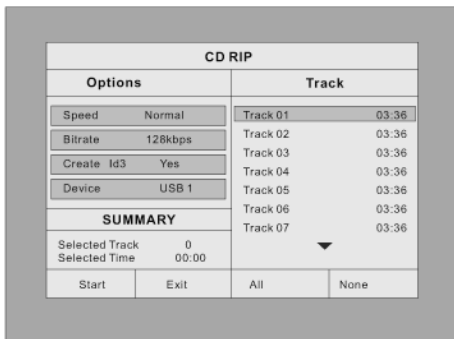 CD RIP
Options
Speed Normal
Bitrate 128kbps
Create Id3 Yes
Device USB 1
SUMMARY
Selected Track 0
Selected Time 00:00
Track
Track 01 03:36
Track 02 03:36
Track 03 03:36
Track 04 03:36
Track 05 03:36
Track 06 03:36
Track 07 03:36
Start Exit All None